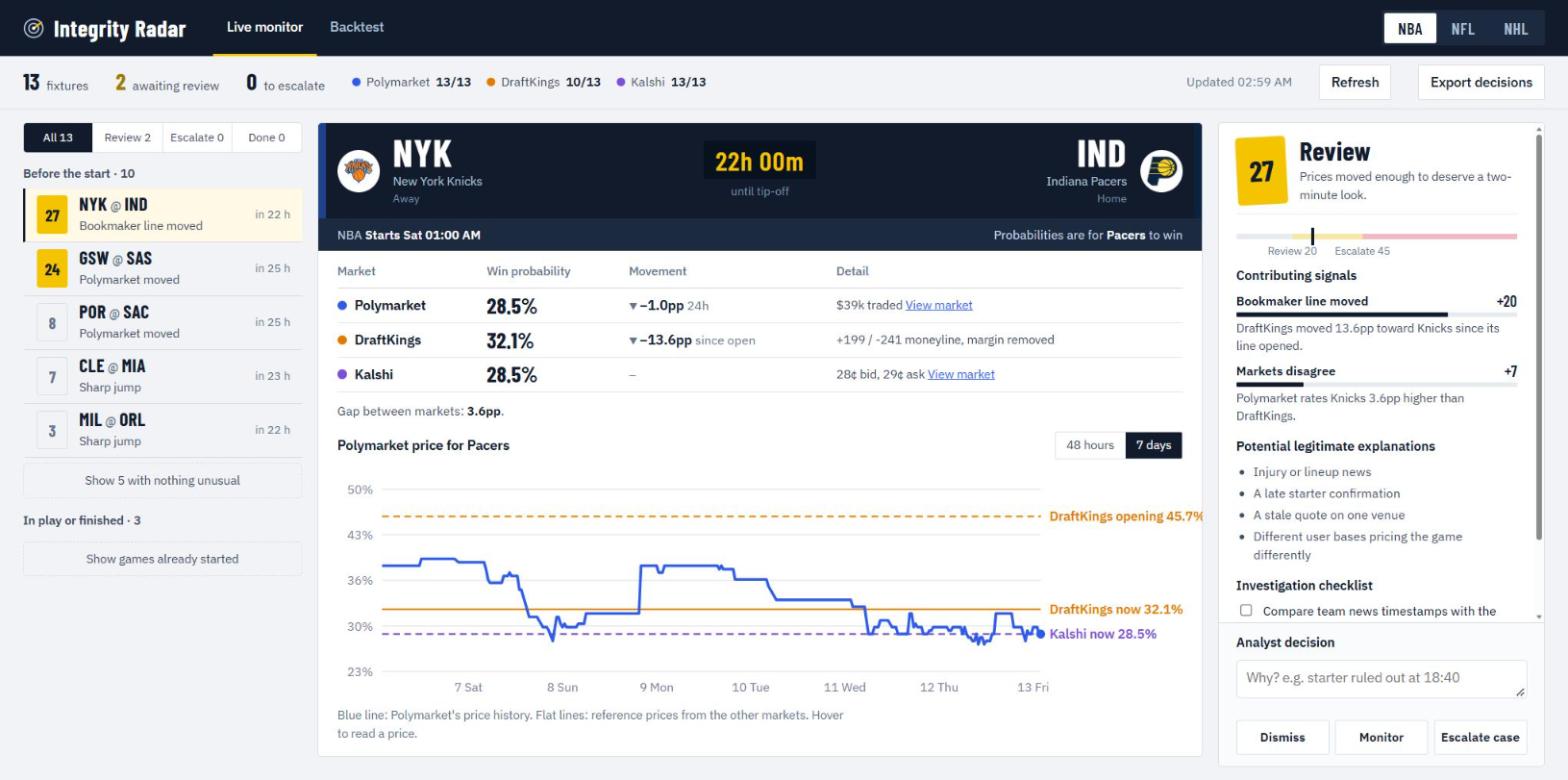 Integrity Radar
Live monitor
Backtest
NBA
NFL
NHL
13 fixtures
2 awaiting review
0 to escalate
Polymarket 13/13
DraftKings 10/13
Kalshi 13/13
Updated 02:59 AM
Refresh
Export decisions
All 13
Review 2
Escalate 0
Done 0
Before the start · 10
27
NYK @ IND
Bookmaker line moved
in 22 h
24
GSW @ SAS
Polymarket moved
in 25 h
8
POR @ SAC
Polymarket moved
in 25 h
7
CLE @ MIA
Sharp jump
in 23 h
3
MIL @ ORL
Sharp jump
in 22 h
Show 5 with nothing unusual
In play or finished · 3
Show games already started
NYK
New York Knicks
Away
22h 00m
until tip-off
IND
Indiana Pacers
Home
NBA Starts Sat 01:00 AM
Probabilities are for Pacers to win
Market Win probability Movement Detail
Polymarket 28.5% ▼−1.0pp 24h $39k traded View market
DraftKings 32.1% ▼−13.6pp since open +199 / -241 moneyline, margin removed
Kalshi 28.5% – 28¢ bid, 29¢ ask View market
Gap between markets: 3.6pp.
Polymarket price for Pacers
48 hours
7 days
50%
DraftKings opening 45.7%
43%
36%
DraftKings now 32.1%
30%
Kalshi now 28.5%
23%
7 Sat 8 Sun 9 Mon 10 Tue 11 Wed 12 Thu 13 Fri
Blue line: Polymarket's price history. Flat lines: reference prices from the other markets. Hover
to read a price.
27
Review
Prices moved enough to deserve a two-
minute look.
Review 20
Escalate 45
Contributing signals
Bookmaker line moved +20
DraftKings moved 13.6pp toward Knicks since its
line opened.
Markets disagree +7
Polymarket rates Knicks 3.6pp higher than
DraftKings.
Potential legitimate explanations
• Injury or lineup news
• A late starter confirmation
• A stale quote on one venue
• Different user bases pricing the game
differently
Investigation checklist
Compare team news timestamps with the
Analyst decision
Why? e.g. starter ruled out at 18:40
Dismiss
Monitor
Escalate case